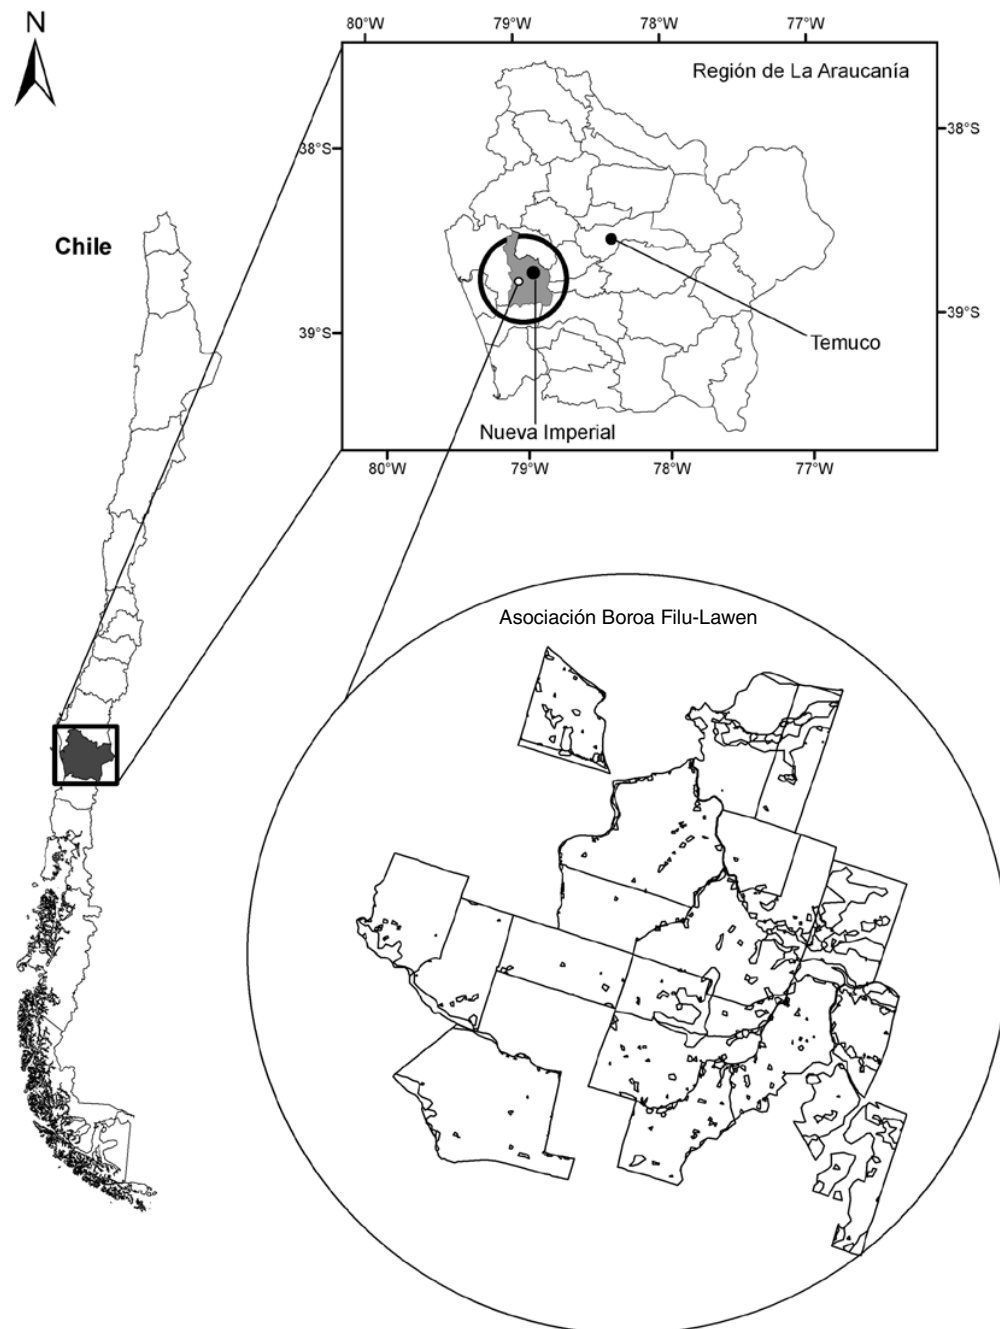 N
80°W 79°W 78°W 77°W
Región de La Araucanía
38°S
38°S
Chile
39°S
39°S
Temuco
Nueva Imperial
80°W 79°W 78°W 77°W
Asociación Boroa Filu-Lawen